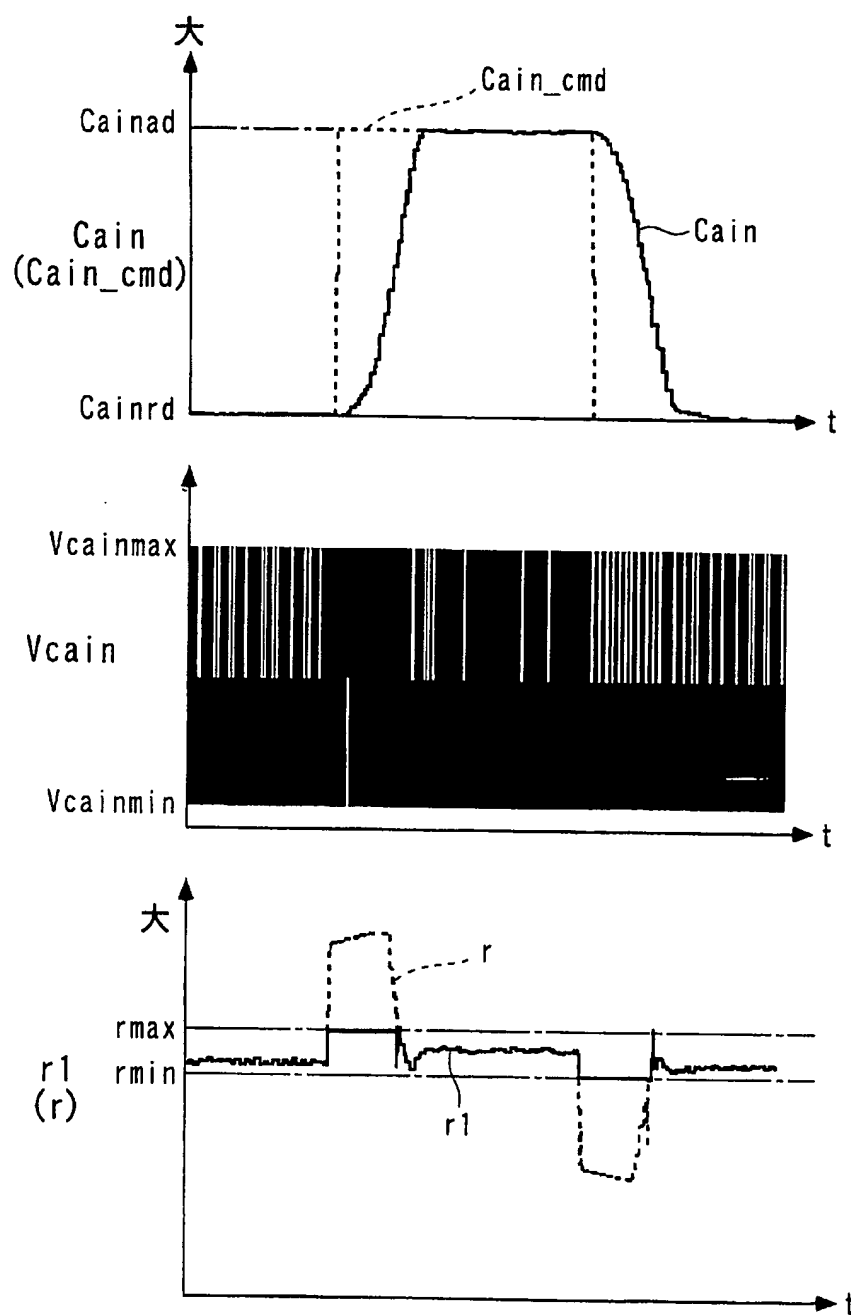 大
Cain_cmd
Cainad
Cain
(Cain_cmd)
Cain
Cainrd
t
Vcainmax
Vcain
Vcainmin
t
大
r
rmax
r1
(r)
rmin
r1
t